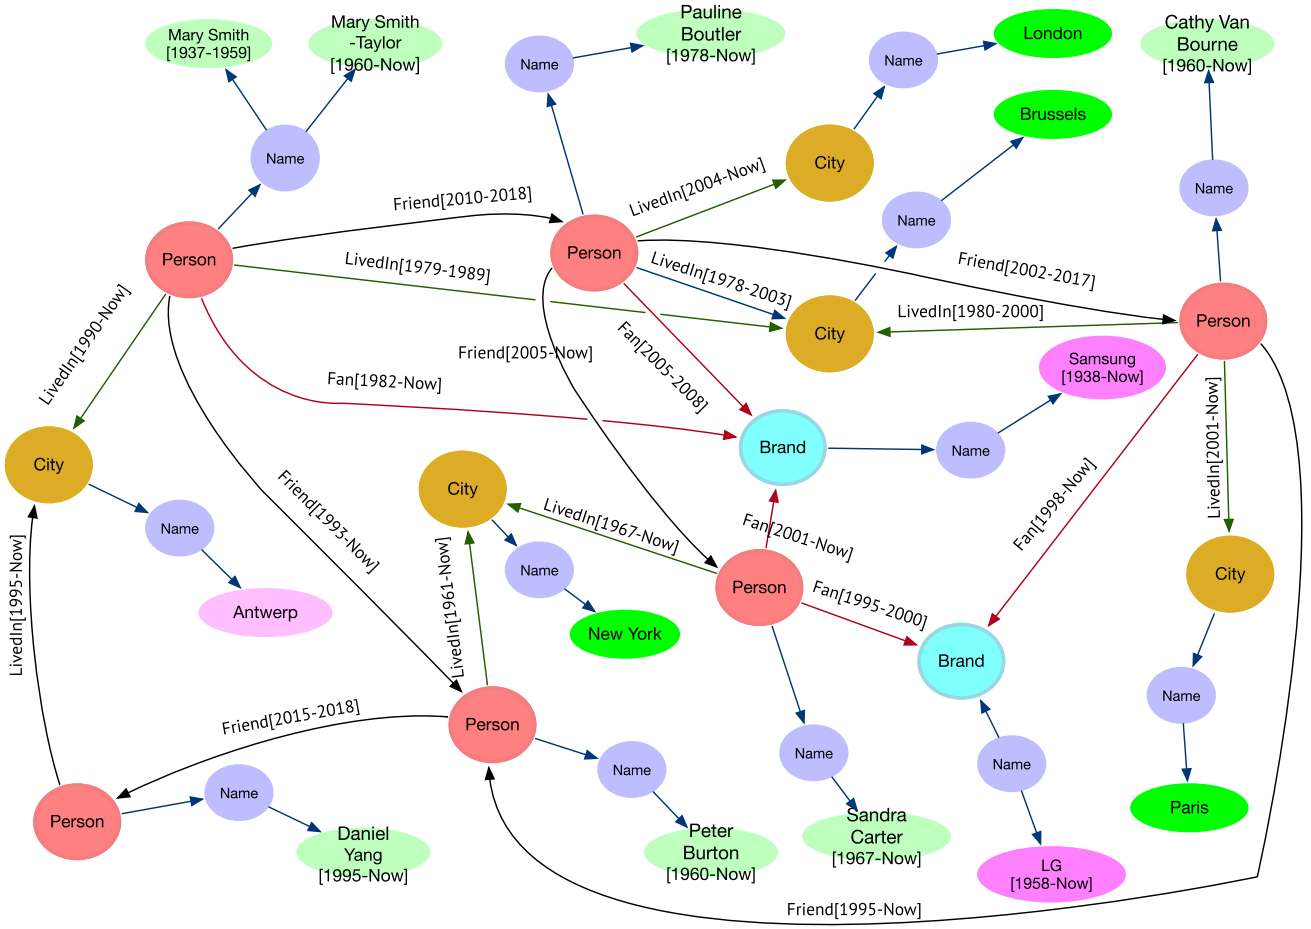 Mary Smith
[1937-1959]
Mary Smith
-Taylor
[1960-Now]
Pauline
Boutler
[1978-Now]
London
Cathy Van
Bourne
[1960-Now]
Name
Name
Brussels
Name
City
LivedIn[2004-Now]
Name
Name
Friend[2010-2018]
Person
Person
LivedIn[1979-1989]
LivedIn[1978-2003]
Friend[2002-2017]
LivedIn[1980-2000]
Person
City
LivedIn[1990-Now]
Fan[1982-Now]
Friend[2005-Now]
Fan[2005-2008]
Samsung
[1938-Now]
City
Brand
Name
LivedIn[2001-Now]
Fan[1998-Now]
Name
Antwerp
Friend[1993-Now]
City
LivedIn[1967-Now]
Fan[2001-Now]
Name
New York
LivedIn[1961-Now]
Person
Fan[1995-2000]
City
LivedIn[1995-Now]
Brand
Name
Paris
Friend[2015-2018]
Person
Name
Name
Name
Person
Name
Daniel
Yang
[1995-Now]
Peter
Burton
[1960-Now]
Sandra
Carter
[1967-Now]
LG
[1958-Now]
Friend[1995-Now]